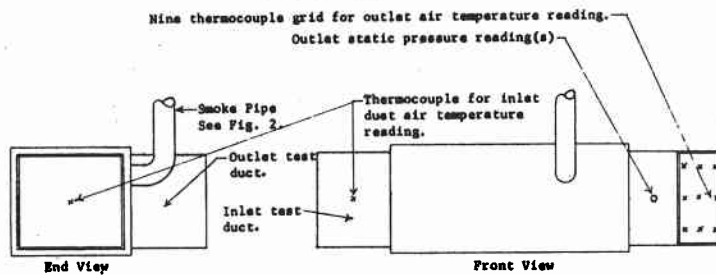 Nine thermocouple grid for outlet air temperature reading.
Outlet static pressure reading(s)
Smoke Pipe
See Fig. 2.
Thermocouple for inlet
duct air temperature
reading.
Outlet test
duct.
Inlet test
duct.
End View
Front View